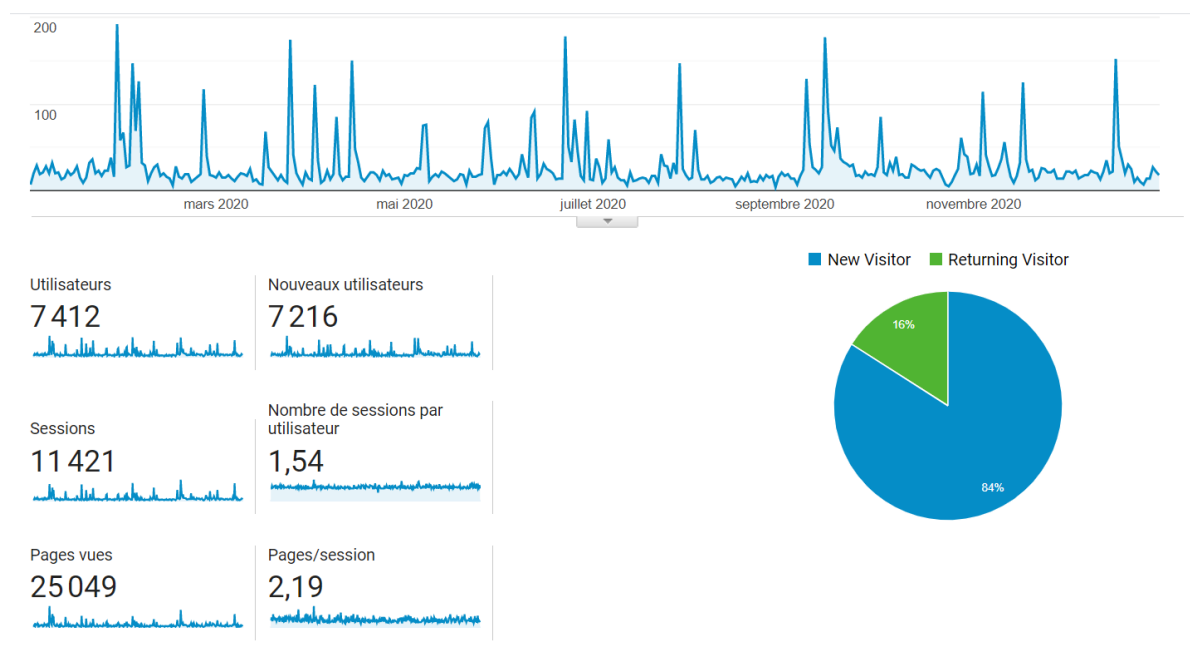 200
100
mars 2020
mai 2020
juillet 2020
septembre 2020
novembre 2020
New Visitor
Returning Visitor
Utilisateurs
7 412
Nouveaux utilisateurs
7 216
16%
84%
Sessions
11 421
Nombre de sessions par
utilisateur
1,54
Pages vues
25 049
Pages/session
2,19